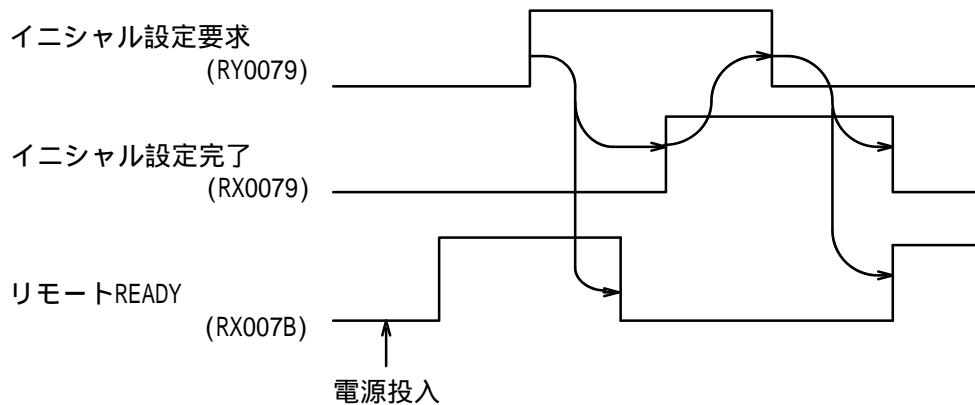 イニシャル設定要求
(RY0079)
イニシャル設定完了
(RX0079)
リモートREADY
(RX007B)
電源投入